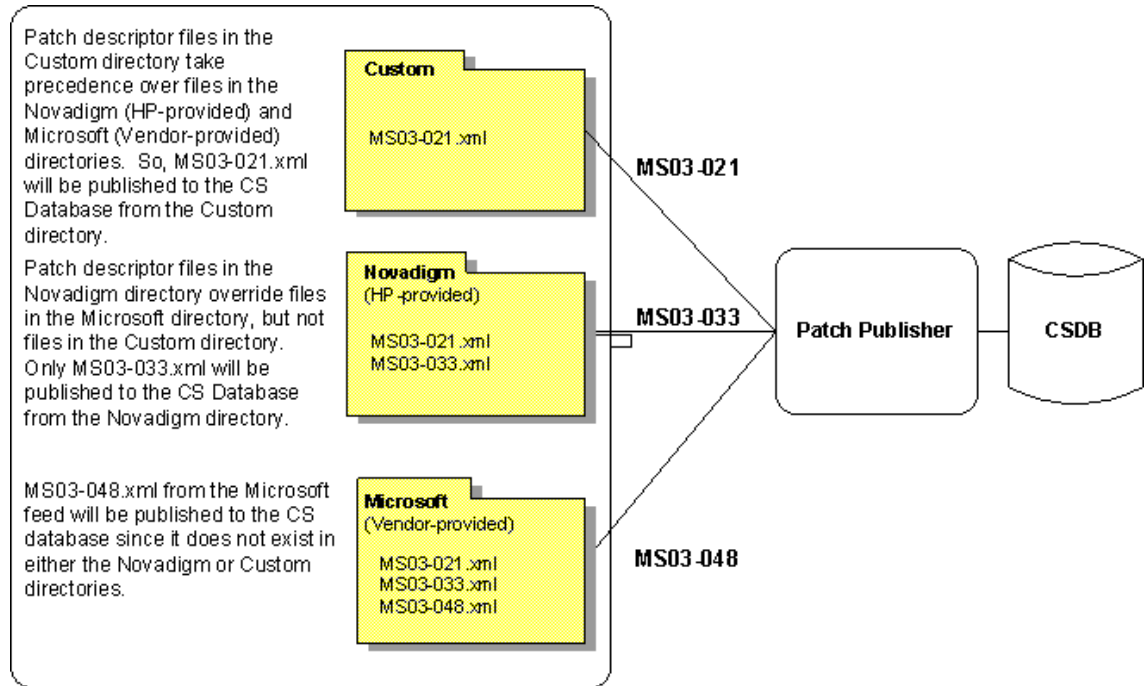 Patch descriptor files in the
Custom directory take
precedence over files in the
Novadigm (HP-provided) and
Microsoft (Vendor-provided)
directories. So, MS03-021.xml
will be published to the CS
Database from the Custom
directory.
Custom
MS03-021.xml
MS03-021
Patch descriptor files in the
Novadigm directory override files
in the Microsoft directory, but not
files in the Custom directory.
Only MS03-033.xml will be
published to the CS Database
from the Novadigm directory.
Novadigm
(HP-provided)
MS03-021.xml
MS03-033.xml
MS03-033
Patch Publisher
CSDB
MS03-048.xml from the Microsoft
feed will be published to the CS
database since it does not exist in
either the Novadigm or Custom
directories.
Microsoft
(Vendor-provided)
MS03-021.xml
MS03-033.xml
MS03-048.xml
MS03-048